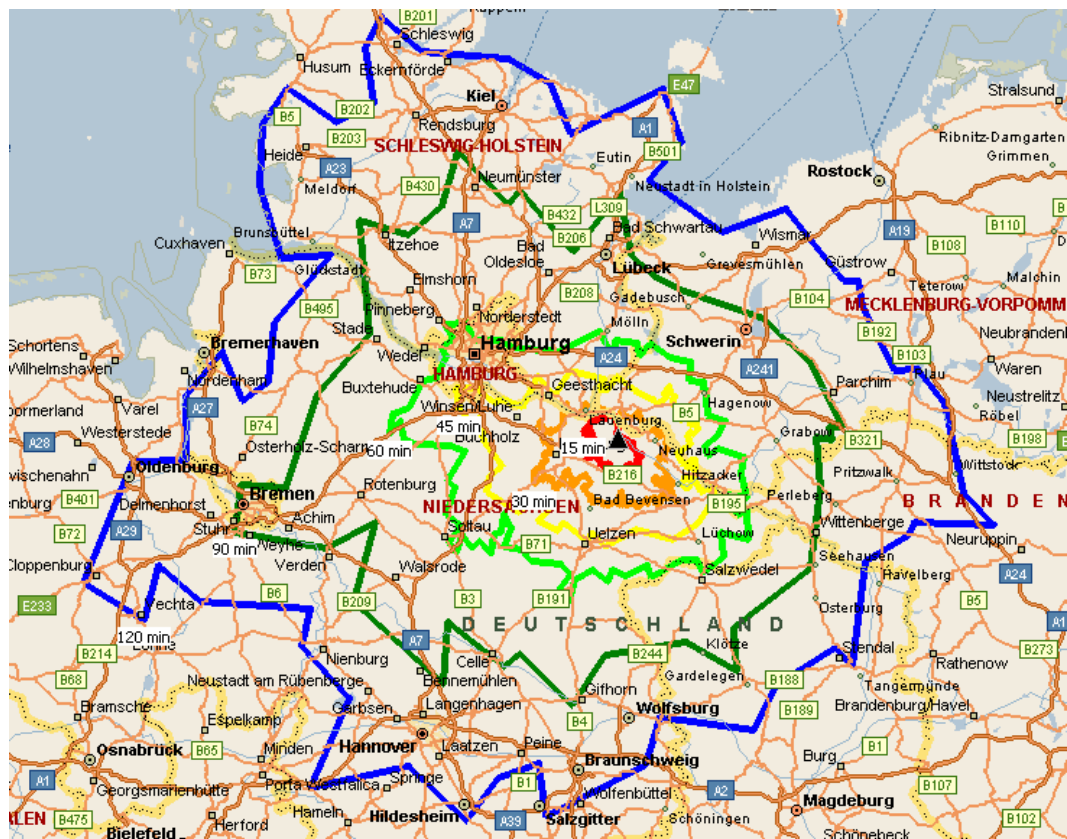 B201
Kappeln
Schleswig
Husum
Eckernförde
E47
Stralsund
Kiel
B202
B5
Rendsburg
A1
Ribnitz-Damgarten
B203
SCHLESWIG-HOLSTEIN
Heide
Eutin
B501
Grimmen
A23
Rostock
Meldorf
B430
Neumünster
Neustadt in Holstein
L309
B432
A7
B110
Brunsbüttel
A19
Cuxhaven
Itzehoe
Bad
Oldesloe
B206
Bad Schwartau
Wismar
B108
Lübeck
Grevesmühlen
Güstrow
Malchin
B73
Glückstadt
Elmshorn
B208
Teterow
Gadebusch
B104
MECKLENBURG-VORPOMM
B495
Pinneberg
Norderstedt
Mölln
Stade
B192
Neubrandenb
Schortens
Bremerhaven
Wedel
Hamburg
Schwerin
A24
B103
Wilhelmshaven
Nordenham
HAMBURG
A241
Plau
Waren
Buxtehude
Geesthacht
Parchim
Neustrelitz
Varel
A27
Winsen/Luhe
B5
Hagenow
Röbel
Lauenburg
B74
45 min
Westerstede
Buchholz
Grabow
B321
B198
A28
Osterholz-Scharm
60 min
15 min
Neuhaus
Wittstock
Oldenburg
B216
Hitzacker
Pritzwalk
B401
Rotenburg
Bremen
30 min
Bad Bevensen
B195
Perleberg
BRANDEN
Delmenhorst
NIEDERSACHSEN
Achim
A29
Stuhr
B72
Soltau
Wittenberge
Weyhe
Uelzen
Lüchow
90 min
B71
Neuruppin
Verden
Seehausen
Cloppenburg
Walsrode
Salzwedel
Havelberg
A24
E233
B6
B209
B3
B191
B5
Vechta
Osterburg
120 min
DEUTSCHLAND
A7
Lohne
B214
Klötze
Stendal
Nienburg
Celle
B244
Rathenow
B273
B68
Bennemühlen
Gardelegen
Neustadt am Rübenberge
B188
Tangermünde
Gifhorn
Bramsche
Garbsen
Langenhagen
Wolfsburg
B189
Brandenburg/Havel
Espelkamp
B4
Hannover
Osnabrück
B65
Minden
Laatzen
Peine
B1
Braunschweig
Burg
A1
Porta Westfalica
Springe
B1
Georgsmarienhütte
Wolfenbüttel
A2
B107
Hildesheim
Salzgitter
Magdeburg
Hameln
B475
Herford
A39
Schöningen
B102
Bielefeld
Schönebeck